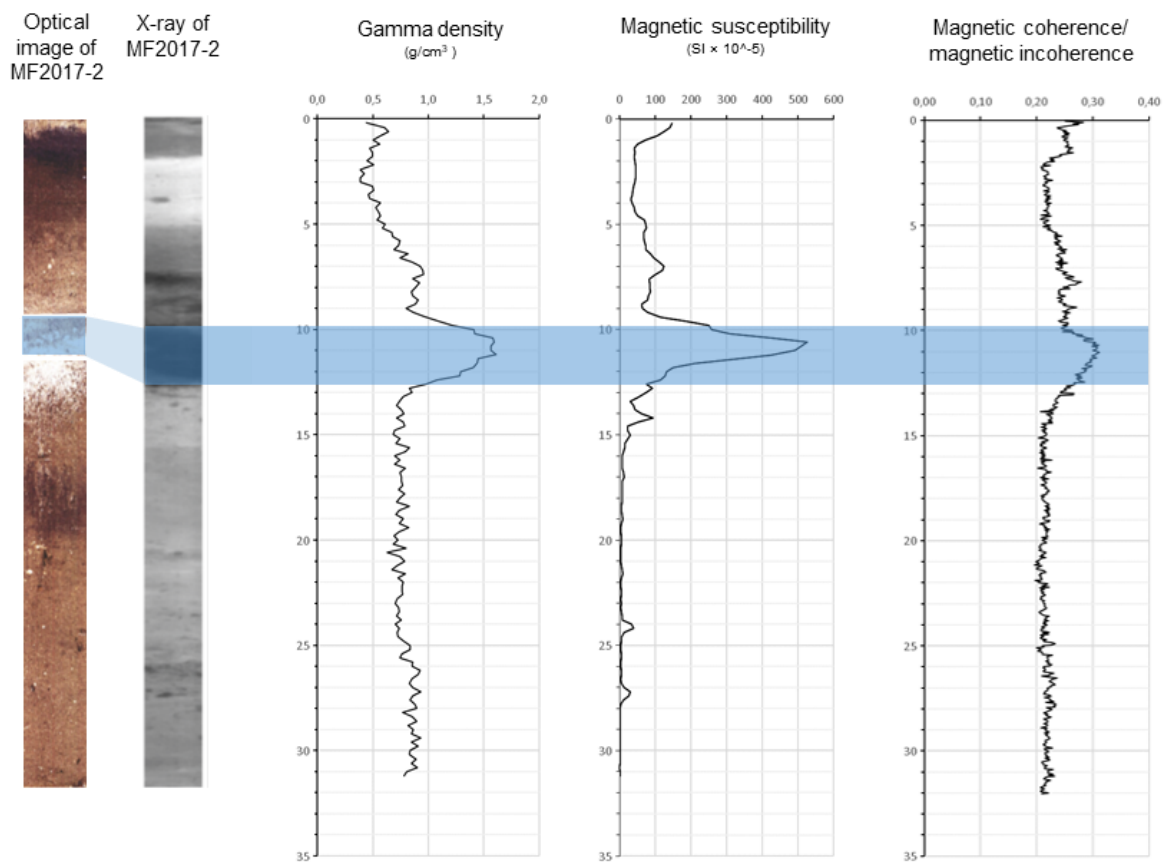 Optical
image of
MF2017-2
X-ray of
MF2017-2
Gamma density
(g/cm³ )
Magnetic susceptibility
(SI × 10^-5)
Magnetic coherence/
magnetic incoherence
0,0 0,5 1,0 1,5 2,0
0 100 200 300 400 500 600
0,00 0,10 0,20 0,30 0,40
0
5
10
15
20
25
30
35
0
5
10
15
20
25
30
35
0
5
10
15
20
25
30
35